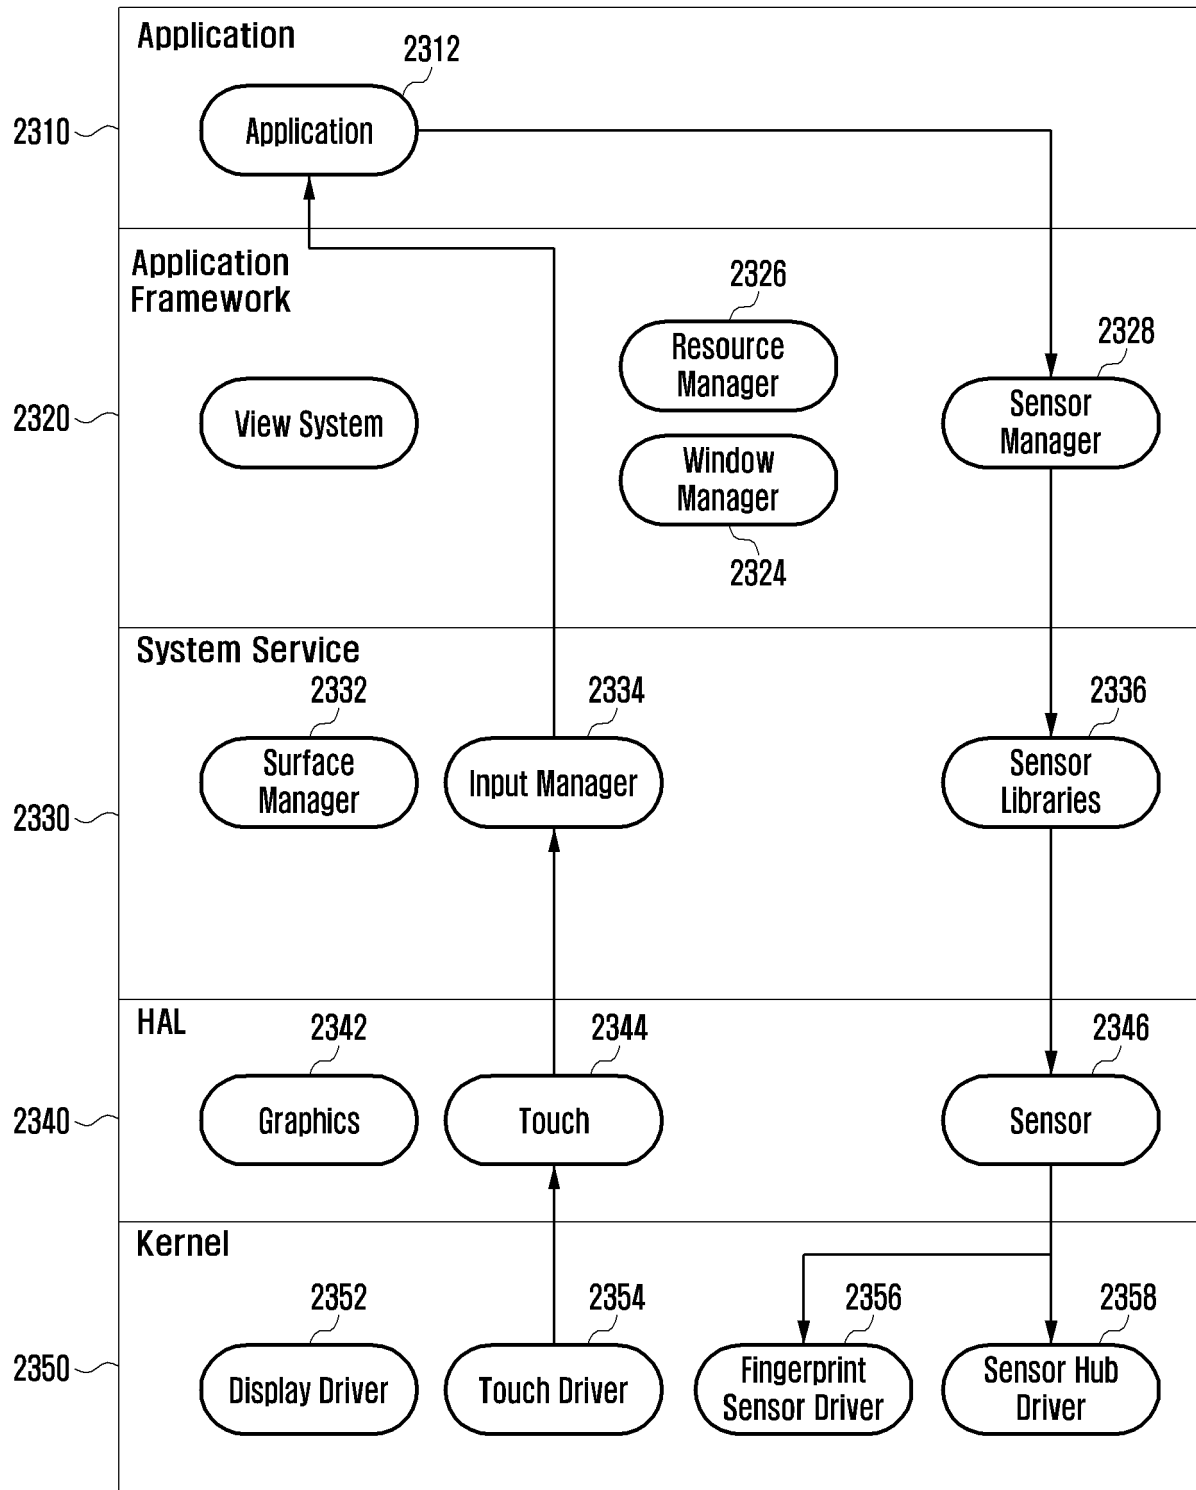 Application
2312
2310
Application
Application
Framework
2326
Resource
Manager
2328
2320
View System
Sensor
Manager
Window
Manager
2324
System Service
2332
2334
2336
Surface
Manager
Input Manager
Sensor
Libraries
2330
HAL
2342
2344
2346
2340
Graphics
Touch
Sensor
Kernel
2352
2354
2356
2358
2350
Display Driver
Touch Driver
Fingerprint
Sensor Driver
Sensor Hub
Driver